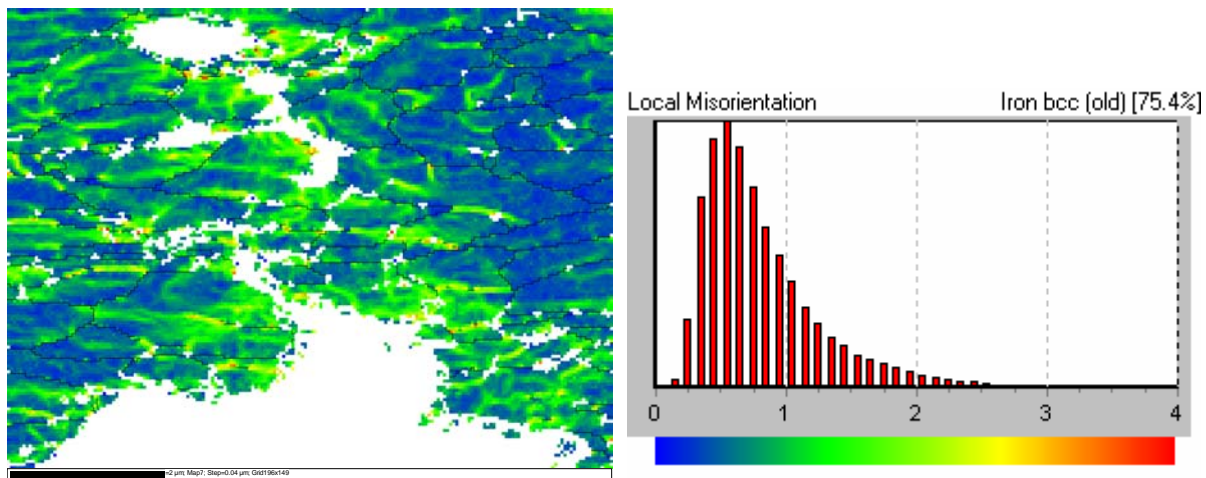 Local Misorientation Iron bcc (old) [75.4%]
0 1 2 3 4
=2 µm; Map7; Step=0.04 µm; Grid196x149